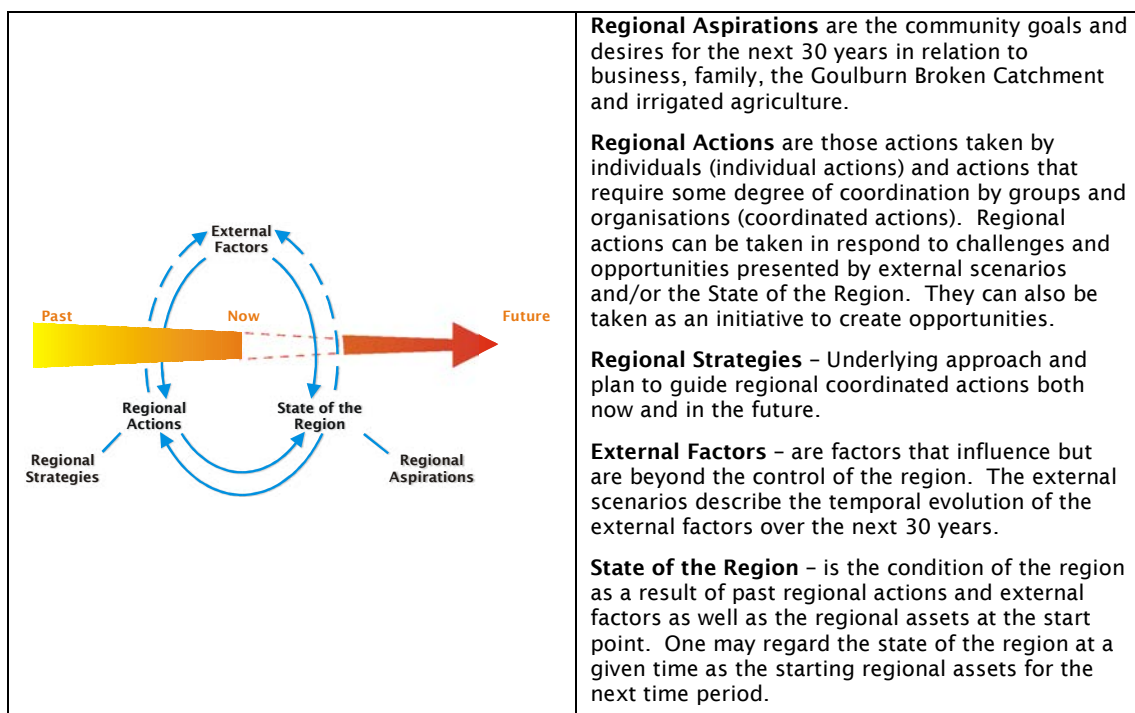 External
Factors
Past
Now
Future
Regional
Actions
State of the
Region
Regional
Strategies
Regional
Aspirations
Regional Aspirations are the community goals and
desires for the next 30 years in relation to
business, family, the Goulburn Broken Catchment
and irrigated agriculture.
Regional Actions are those actions taken by
individuals (individual actions) and actions that
require some degree of coordination by groups and
organisations (coordinated actions).  Regional
actions can be taken in respond to challenges and
opportunities presented by external scenarios
and/or the State of the Region.  They can also be
taken as an initiative to create opportunities.
Regional Strategies – Underlying approach and
plan to guide regional coordinated actions both
now and in the future.
External Factors – are factors that influence but
are beyond the control of the region.  The external
scenarios describe the temporal evolution of the
external factors over the next 30 years.
State of the Region – is the condition of the region
as a result of past regional actions and external
factors as well as the regional assets at the start
point.  One may regard the state of the region at a
given time as the starting regional assets for the
next time period.